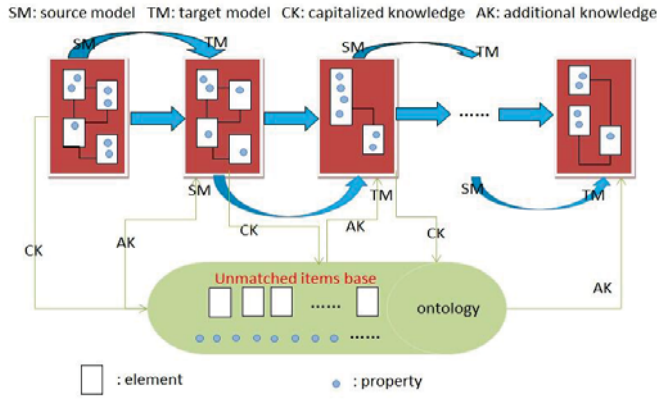 SM: source model TM: target model CK: capitalized knowledge AK: additional knowledge
SM TM SM TM
......
SM TM SM TM
CK AK CK AK CK AK
Unmatched items base
...... ontology
......
: element : property